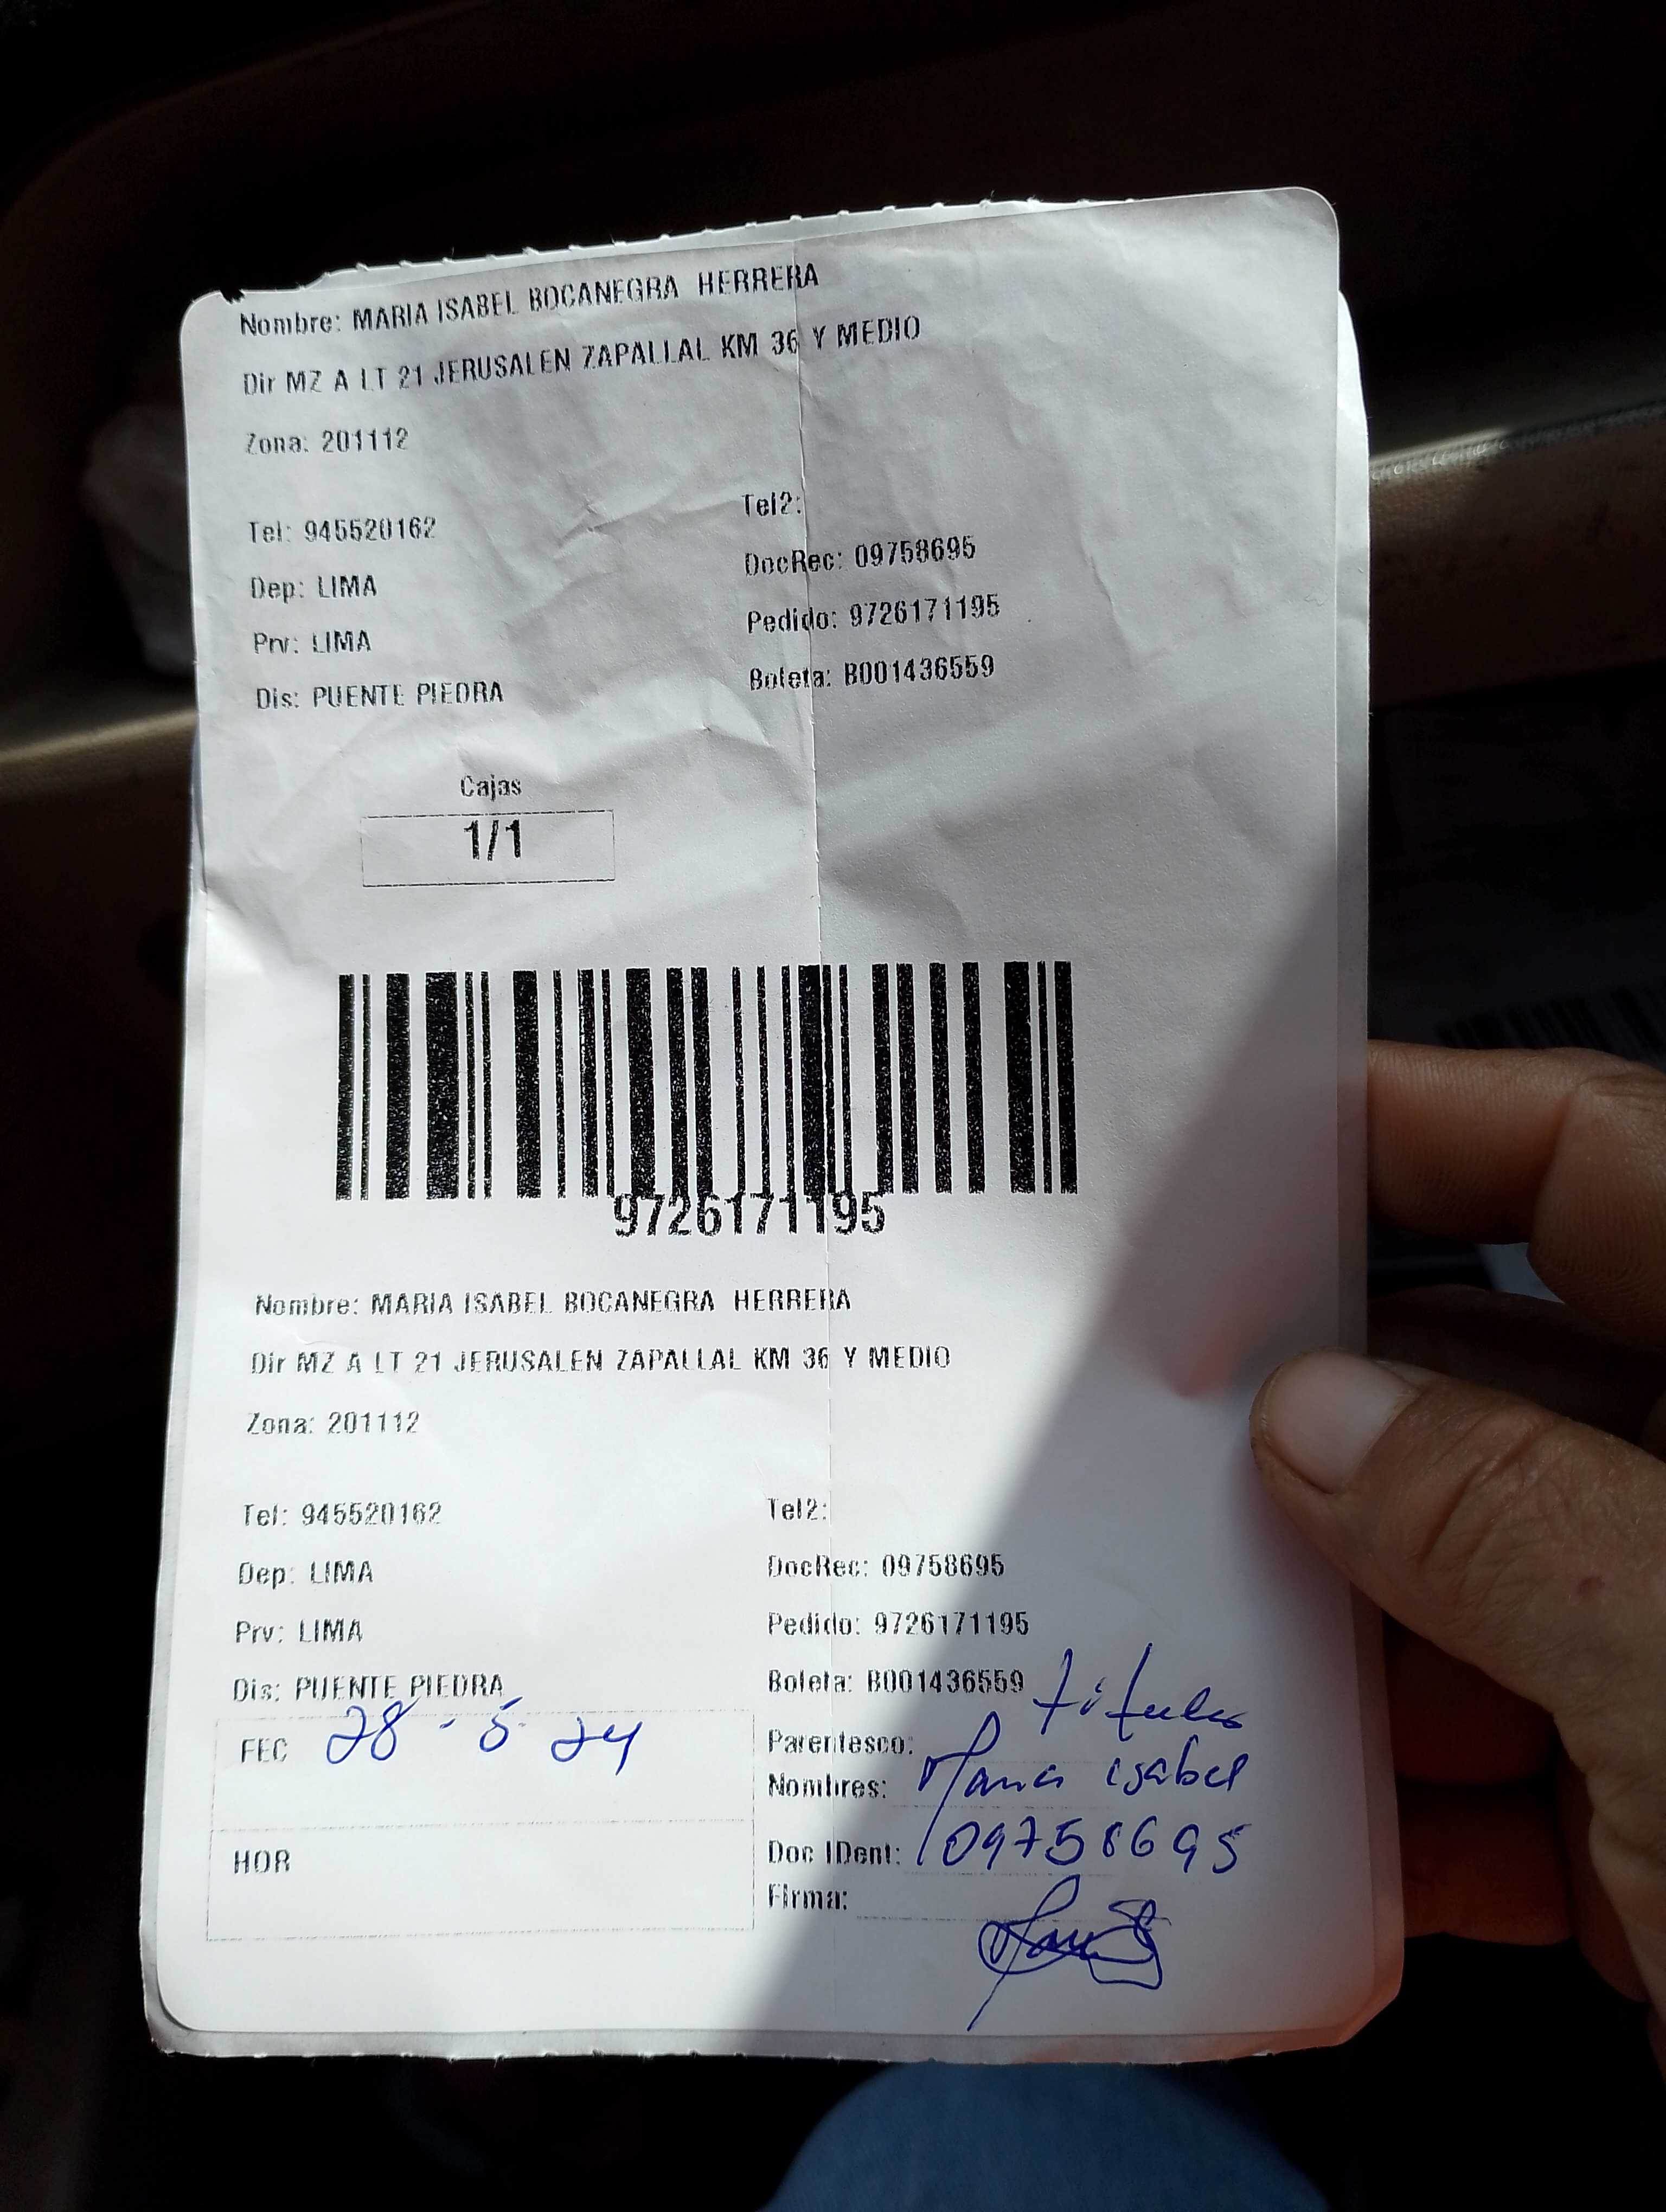 Nombre: MARIA ISABEL BOCANEGRA HERRERA
Dir MZ A LT 21 JERUSALEN ZAPALLAL KM 36 Y MEDIO
Zona: 201112
Tel: 945520162 Tel2:
Dep: LIMA DocRec: 09758695
Prv: LIMA Pedido: 9726171195
Dis: PUENTE PIEDRA Boleta: B001436559
Cajas
1/1
9726171195
Nombre: MARIA ISABEL BOCANEGRA HERRERA
Dir MZ A LT 21 JERUSALEN ZAPALLAL KM 36 Y MEDIO
Zona: 201112
Tel: 945520162 Tel2:
Dep: LIMA DocRec: 09758695
Prv: LIMA Pedido: 9726171195
Dis: PUENTE PIEDRA Boleta: B001436559
FEC 28 - 5 24 Parentesco: titular
Nombres: Maria isabel
HOR Doc IDent: 09758695
Firma: